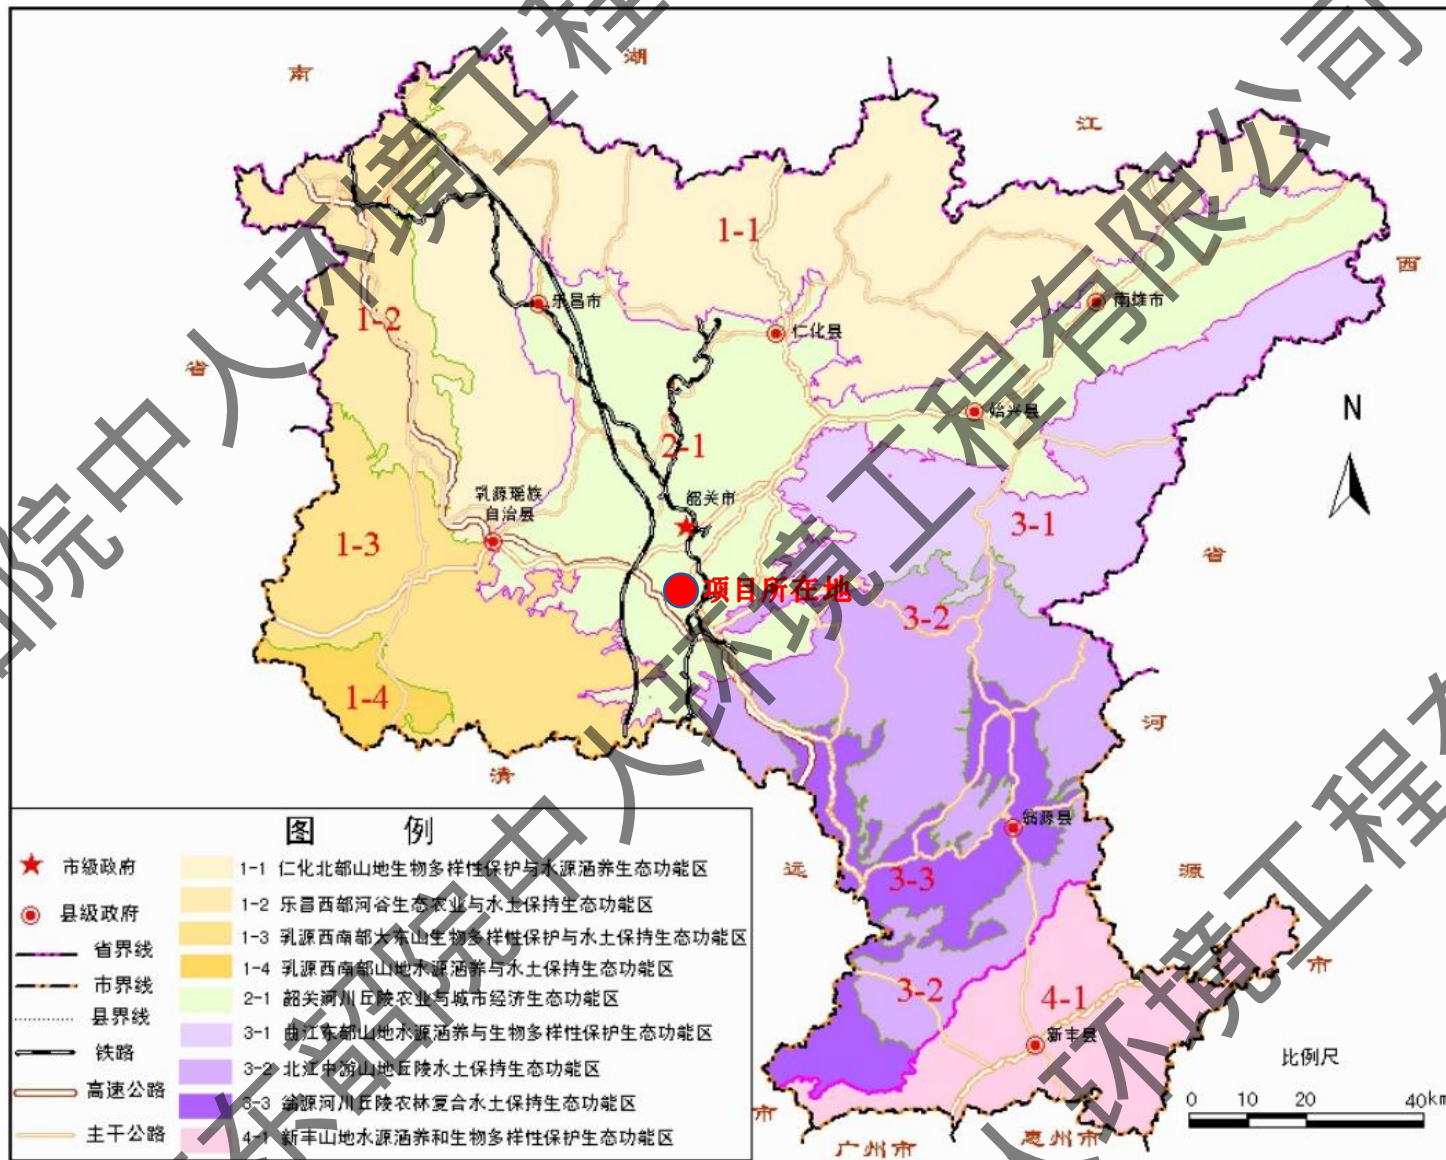 湖
南
江
1-1
西
乐昌市
南雄市
1-2
仁化县
省
始兴县
N
2-1
乳源瑶族
自治县
韶关市
3-1
1-3
省
项目所在地
3-2
1-4
河
清
图 例
翁源县
市级政府
1-1 仁化北部山地生物多样性保护与水源涵养生态功能区
远
3-3
源
县级政府
1-2 乐昌西部河谷生态农业与水土保持生态功能区
省界线
1-3 乳源西南部大东山生物多样性保护与水土保持生态功能区
市界线
1-4 乳源西南部山地水源涵养与水土保持生态功能区
市
3-2
4-1
县界线
2-1 韶关河川丘陵农业与城市经济生态功能区
铁路
3-1 曲江东部山地水源涵养与生物多样性保护生态功能区
新丰县
比例尺
3-2 北江中游山地丘陵水土保持生态功能区
高速公路
3-3 翁源河川丘陵农林复合水土保持生态功能区
0 10 20 40km
市
主干公路
4-1 新丰山地水源涵养和生物多样性保护生态功能区
广州市
惠州市
韶院中人环境工程有限公司